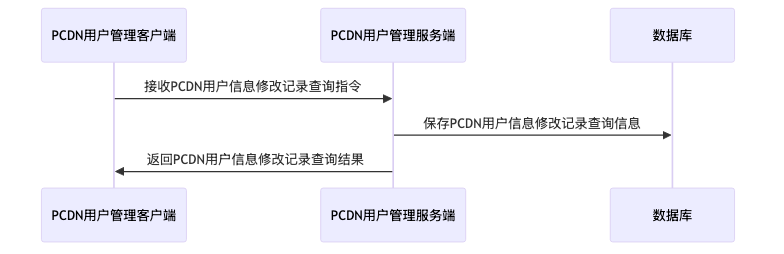 PCDN用户管理客户端
PCDN用户管理服务端
数据库
接收PCDN用户信息修改记录查询指令
保存PCDN用户信息修改记录查询信息
返回PCDN用户信息修改记录查询结果
PCDN用户管理客户端
PCDN用户管理服务端
数据库